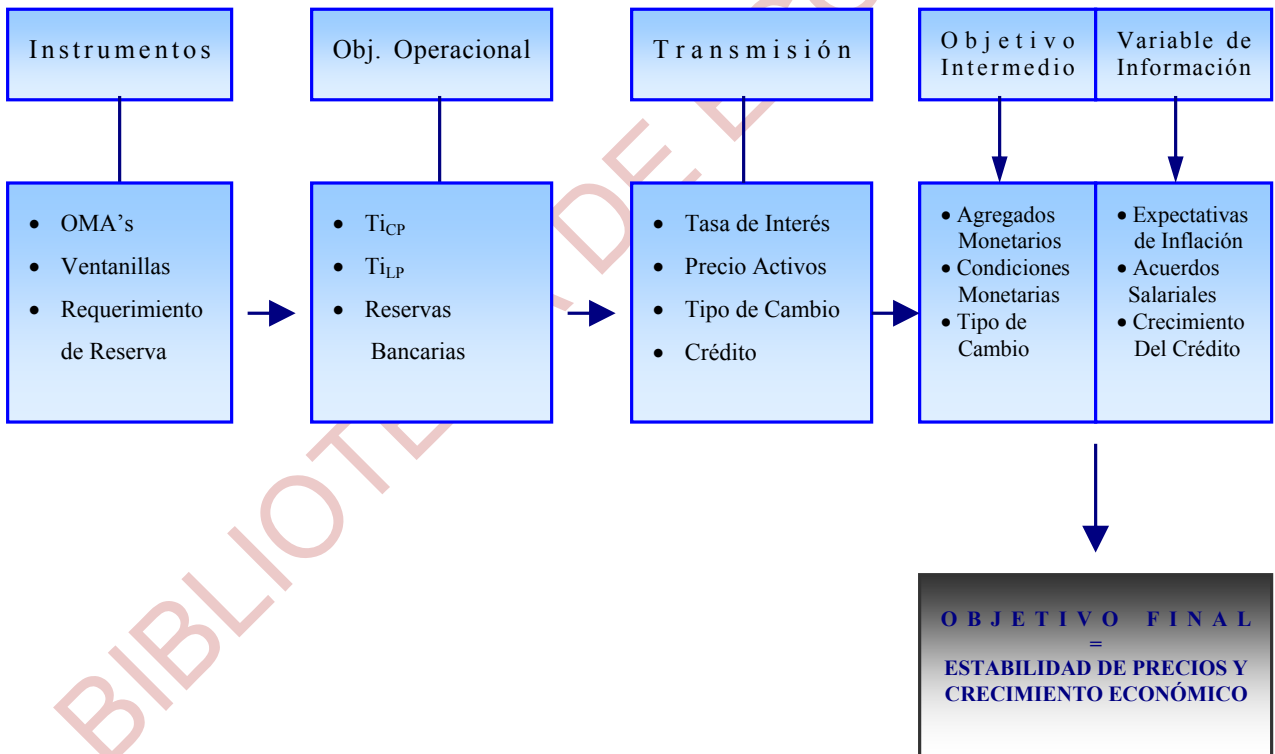 Instrumentos
Obj. Operacional
Transmisión
Objetivo
Intermedio
Variable de
Información
• OMA's
• Ventanillas
• Requerimiento
de Reserva
• Ti_CP
• Ti_LP
• Reservas
Bancarias
• Tasa de Interés
• Precio Activos
• Tipo de Cambio
• Crédito
• Agregados
Monetarios
• Condiciones
Monetarias
• Tipo de
Cambio
• Expectativas
de Inflación
• Acuerdos
Salariales
• Crecimiento
Del Crédito
OBJETIVO FINAL
=
ESTABILIDAD DE PRECIOS Y
CRECIMIENTO ECONÓMICO